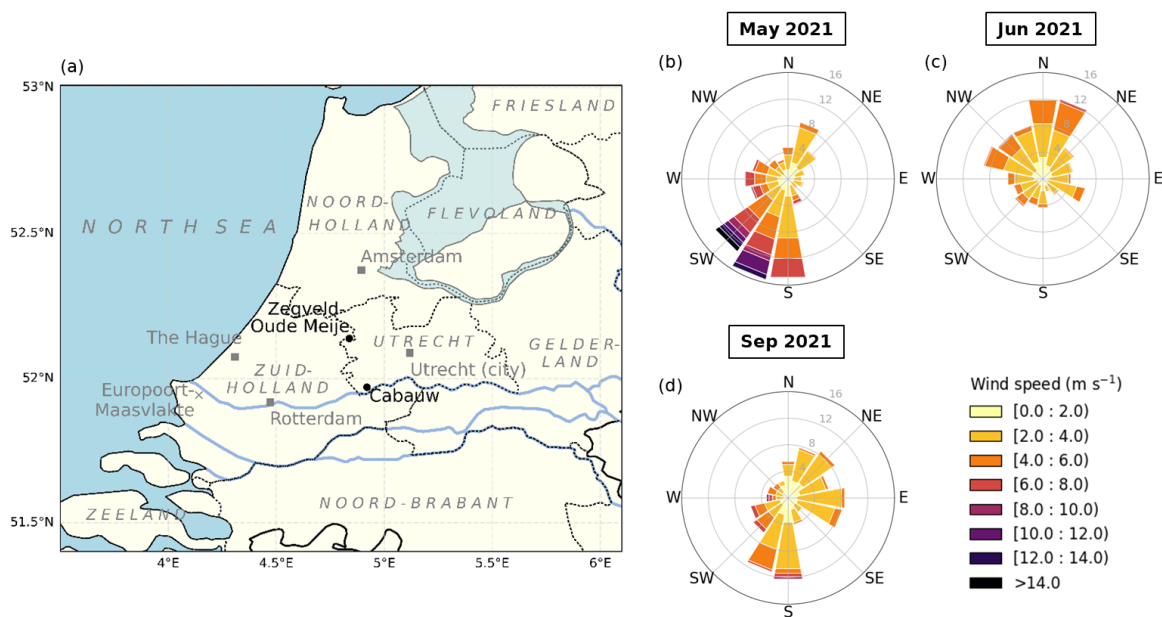 May 2021
Jun 2021
(a)
(b)
(c)
N
N
16
16
NW
NE
NW
NE
12
12
8
8
4
4
W
E
W
E
SW
SE
SW
SE
S
S
53°N
52.5°N
52°N
51.5°N
FRIESLAND
NORTH SEA
NOORD-
HOLLAND
FLEVOLAND
Amsterdam
Zegveld-
Oude Meije
The Hague
UTRECHT
GELDER-
LAND
ZUID-
HOLLAND
Utrecht (city)
Europoort-
Maasvlakte
Cabauw
Rotterdam
NOORD-BRABANT
ZEELAND
4°E
4.5°E
5°E
5.5°E
6°E
Sep 2021
(d)
N
16
NW
NE
12
8
4
W
E
SW
SE
S
Wind speed (m s⁻¹)
[0.0 : 2.0)
[2.0 : 4.0)
[4.0 : 6.0)
[6.0 : 8.0)
[8.0 : 10.0)
[10.0 : 12.0)
[12.0 : 14.0)
>14.0